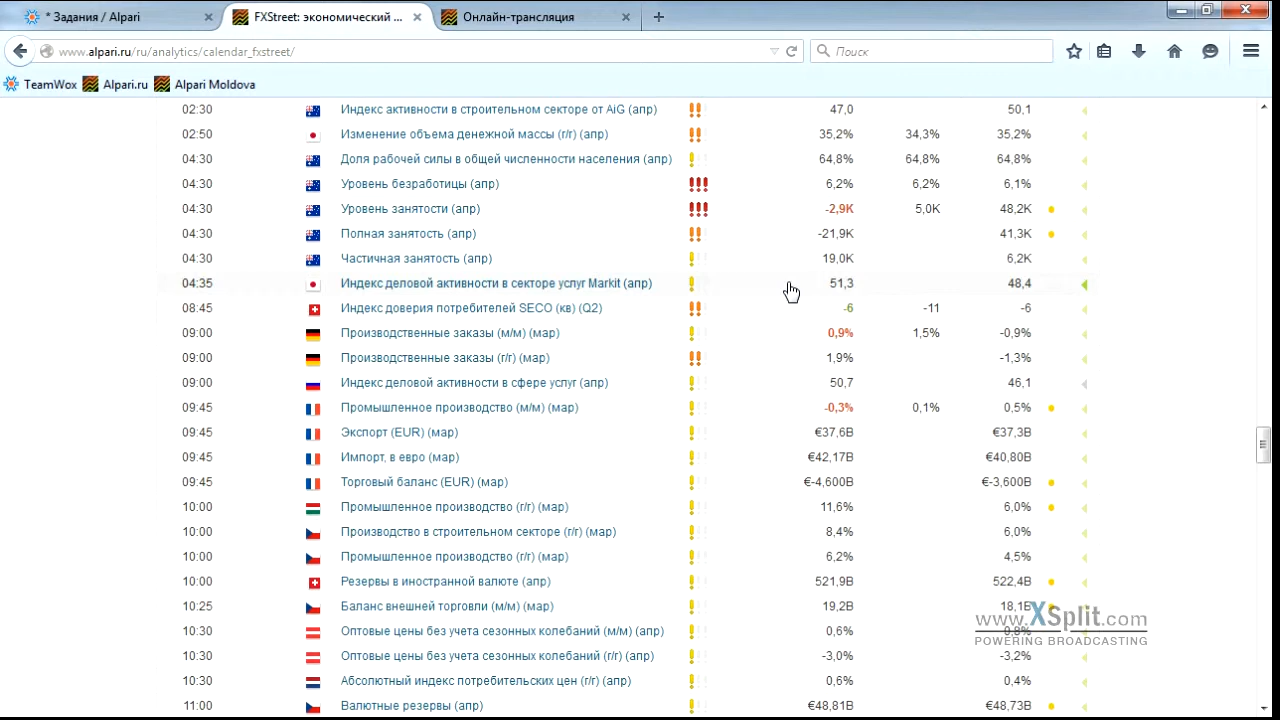 * Задания / Alpari
FXStreet: экономический ...
Онлайн-трансляция
www.alpari.ru/ru/analytics/calendar_fxstreet/
Поиск
TeamWox Alpari.ru Alpari Moldova
02:30 Индекс активности в строительном секторе от AiG (апр) 47,0 50,1
02:50 Изменение объема денежной массы (г/г) (апр) 35,2% 34,3% 35,2%
04:30 Доля рабочей силы в общей численности населения (апр) 64,8% 64,8% 64,8%
04:30 Уровень безработицы (апр) 6,2% 6,2% 6,1%
04:30 Уровень занятости (апр) -2,9K 5,0K 48,2K
04:30 Полная занятость (апр) -21,9K 41,3K
04:30 Частичная занятость (апр) 19,0K 6,2K
04:35 Индекс деловой активности в секторе услуг Markit (апр) 51,3 48,4
08:45 Индекс доверия потребителей SECO (кв) (Q2) -6 -11 -6
09:00 Производственные заказы (м/м) (мар) 0,9% 1,5% -0,9%
09:00 Производственные заказы (г/г) (мар) 1,9% -1,3%
09:00 Индекс деловой активности в сфере услуг (апр) 50,7 46,1
09:45 Промышленное производство (м/м) (мар) -0,3% 0,1% 0,5%
09:45 Экспорт (EUR) (мар) €37,6B €37,3B
09:45 Импорт, в евро (мар) €42,17B €40,80B
09:45 Торговый баланс (EUR) (мар) €-4,600B €-3,600B
10:00 Промышленное производство (г/г) (мар) 11,6% 6,0%
10:00 Производство в строительном секторе (г/г) (мар) 8,4% 6,0%
10:00 Промышленное производство (г/г) (мар) 6,2% 4,5%
10:00 Резервы в иностранной валюте (апр) 521,9B 522,4B
10:25 Баланс внешней торговли (м/м) (мар) 19,2B 18,1B
www.XSplit.com
10:30 Оптовые цены без учета сезонных колебаний (м/м) (апр) 0,6% 0,8%
POWERING BROADCASTING
10:30 Оптовые цены без учета сезонных колебаний (г/г) (апр) -3,0% -3,2%
10:30 Абсолютный индекс потребительских цен (г/г) (апр) 0,6% 0,4%
11:00 Валютные резервы (апр) €48,81B €48,73B